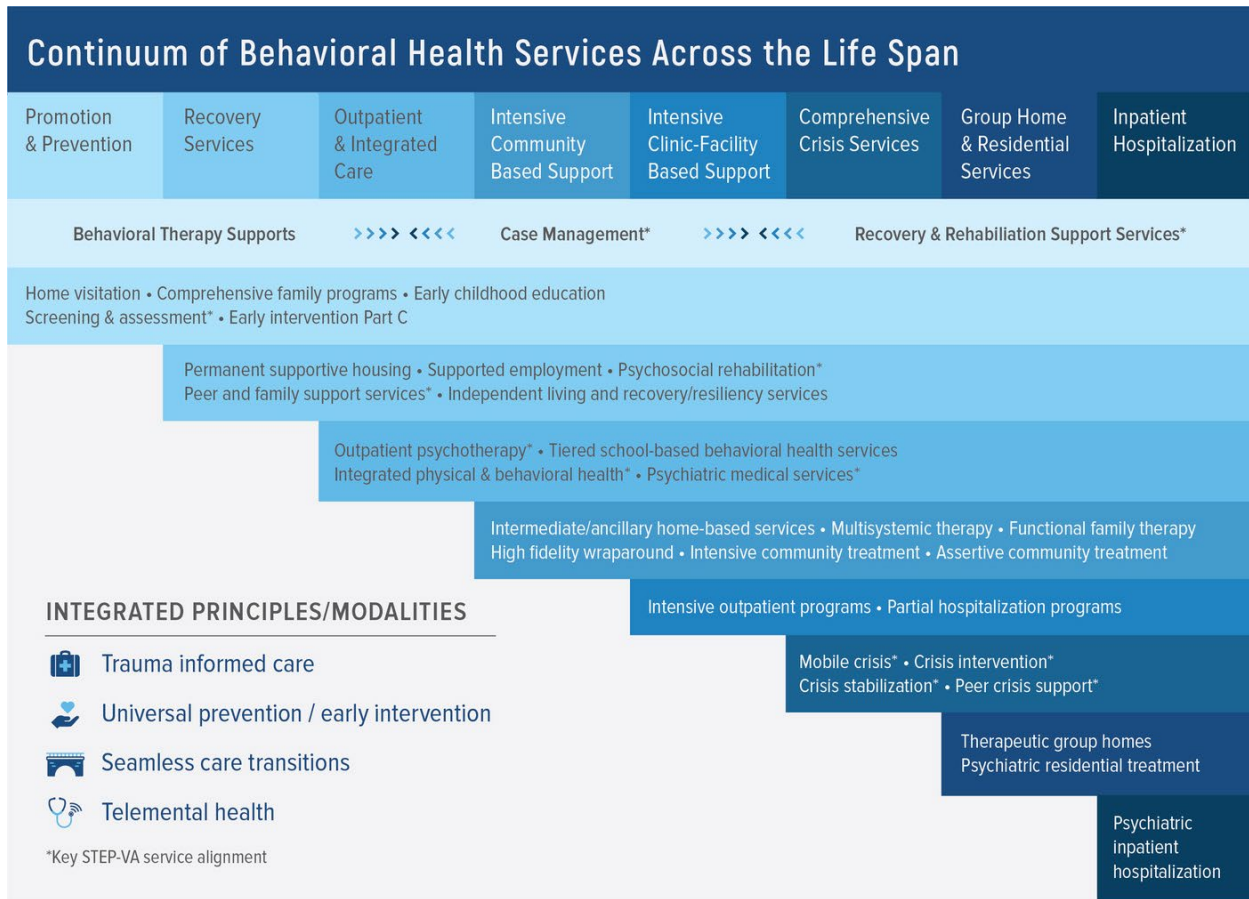 Continuum of Behavioral Health Services Across the Life Span
Promotion
& Prevention
Recovery
Services
Outpatient
& Integrated
Care
Intensive
Community
Based Support
Intensive
Clinic-Facility
Based Support
Comprehensive
Crisis Services
Group Home
& Residential
Services
Inpatient
Hospitalization
Behavioral Therapy Supports >>>> <<<< Case Management* >>>> <<<< Recovery & Rehabiliation Support Services*
Home visitation • Comprehensive family programs • Early childhood education
Screening & assessment* • Early intervention Part C
Permanent supportive housing • Supported employment • Psychosocial rehabilitation*
Peer and family support services* • Independent living and recovery/resiliency services
Outpatient psychotherapy* • Tiered school-based behavioral health services
Integrated physical & behavioral health* • Psychiatric medical services*
Intermediate/ancillary home-based services • Multisystemic therapy • Functional family therapy
High fidelity wraparound • Intensive community treatment • Assertive community treatment
Intensive outpatient programs • Partial hospitalization programs
Mobile crisis* • Crisis intervention*
Crisis stabilization* • Peer crisis support*
Therapeutic group homes
Psychiatric residential treatment
Psychiatric
inpatient
hospitalization
INTEGRATED PRINCIPLES/MODALITIES
Trauma informed care
Universal prevention / early intervention
Seamless care transitions
Telemental health
*Key STEP-VA service alignment